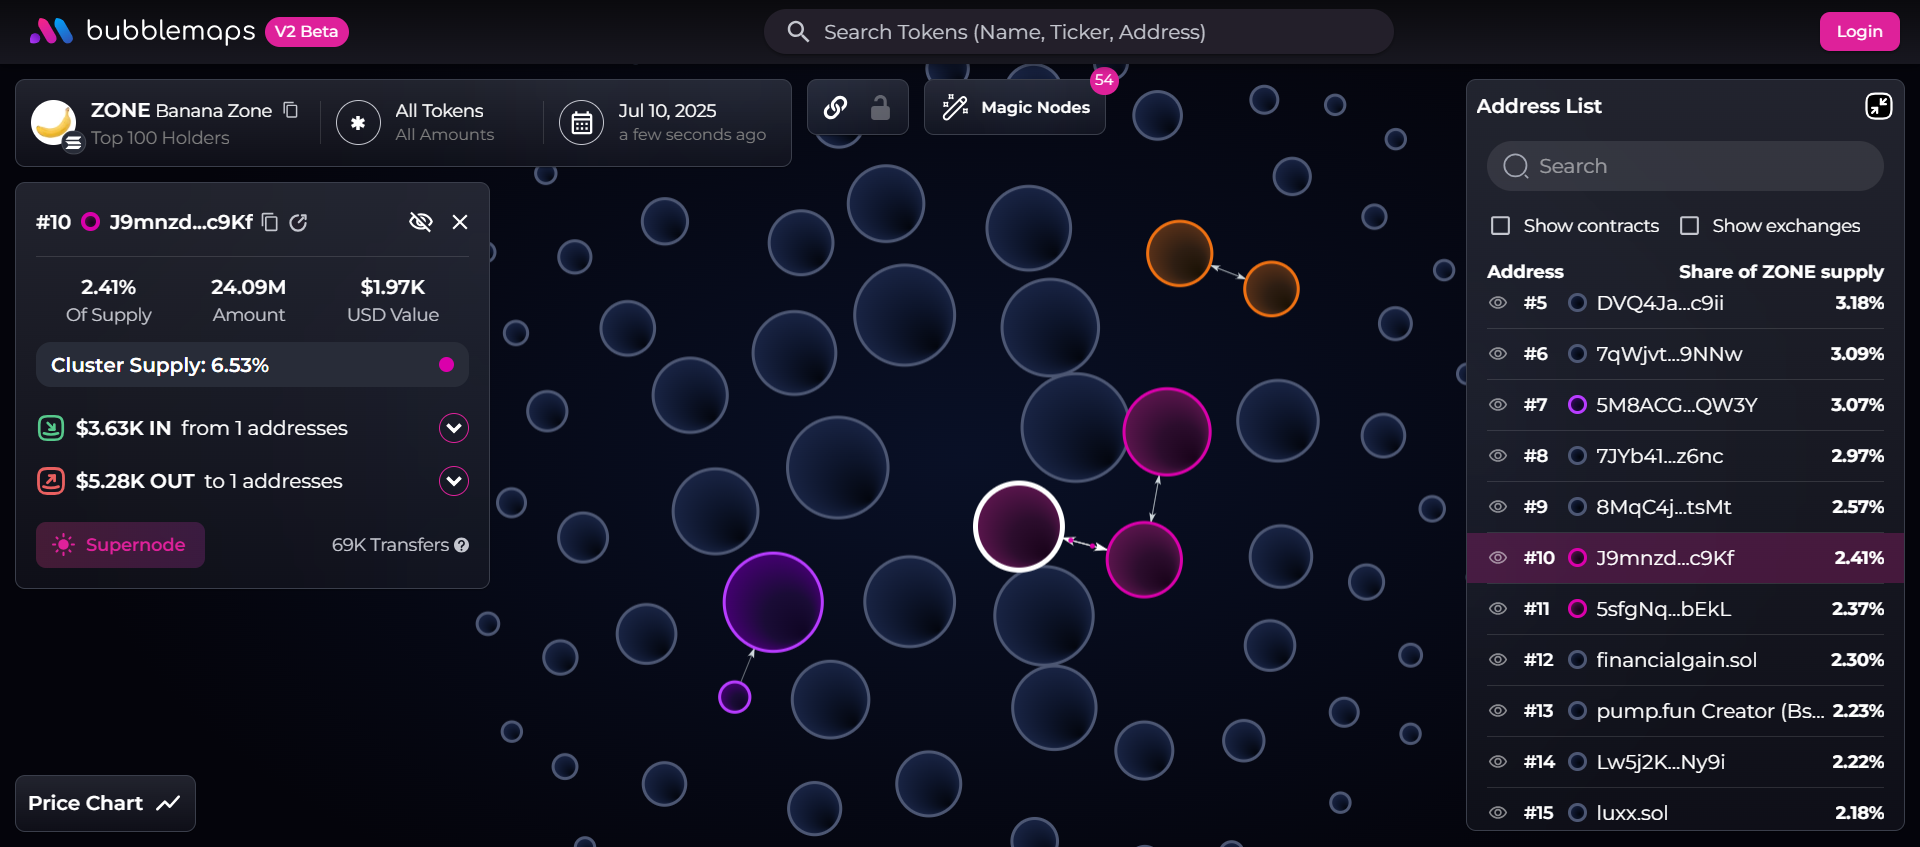 bubblemaps V2 Beta
Search Tokens (Name, Ticker, Address)
Login
ZONE Banana Zone
Top 100 Holders
All Tokens
All Amounts
Jul 10, 2025
a few seconds ago
Magic Nodes
54
#10 J9mnzd...c9Kf
2.41%
Of Supply
24.09M
Amount
$1.97K
USD Value
Cluster Supply: 6.53%
$3.63K IN from 1 addresses
$5.28K OUT to 1 addresses
Supernode
69K Transfers ?
Price Chart
Address List
Search
Show contracts
Show exchanges
Address Share of ZONE supply
#5 DVQ4Ja...c9ii 3.18%
#6 7qWjvt...9NNw 3.09%
#7 5M8ACG...QW3Y 3.07%
#8 7JYb41...z6nc 2.97%
#9 8MqC4j...tsMt 2.57%
#10 J9mnzd...c9Kf 2.41%
#11 5sfgNq...bEkL 2.37%
#12 financialgain.sol 2.30%
#13 pump.fun Creator (Bs... 2.23%
#14 Lw5j2K...Ny9i 2.22%
#15 luxx.sol 2.18%